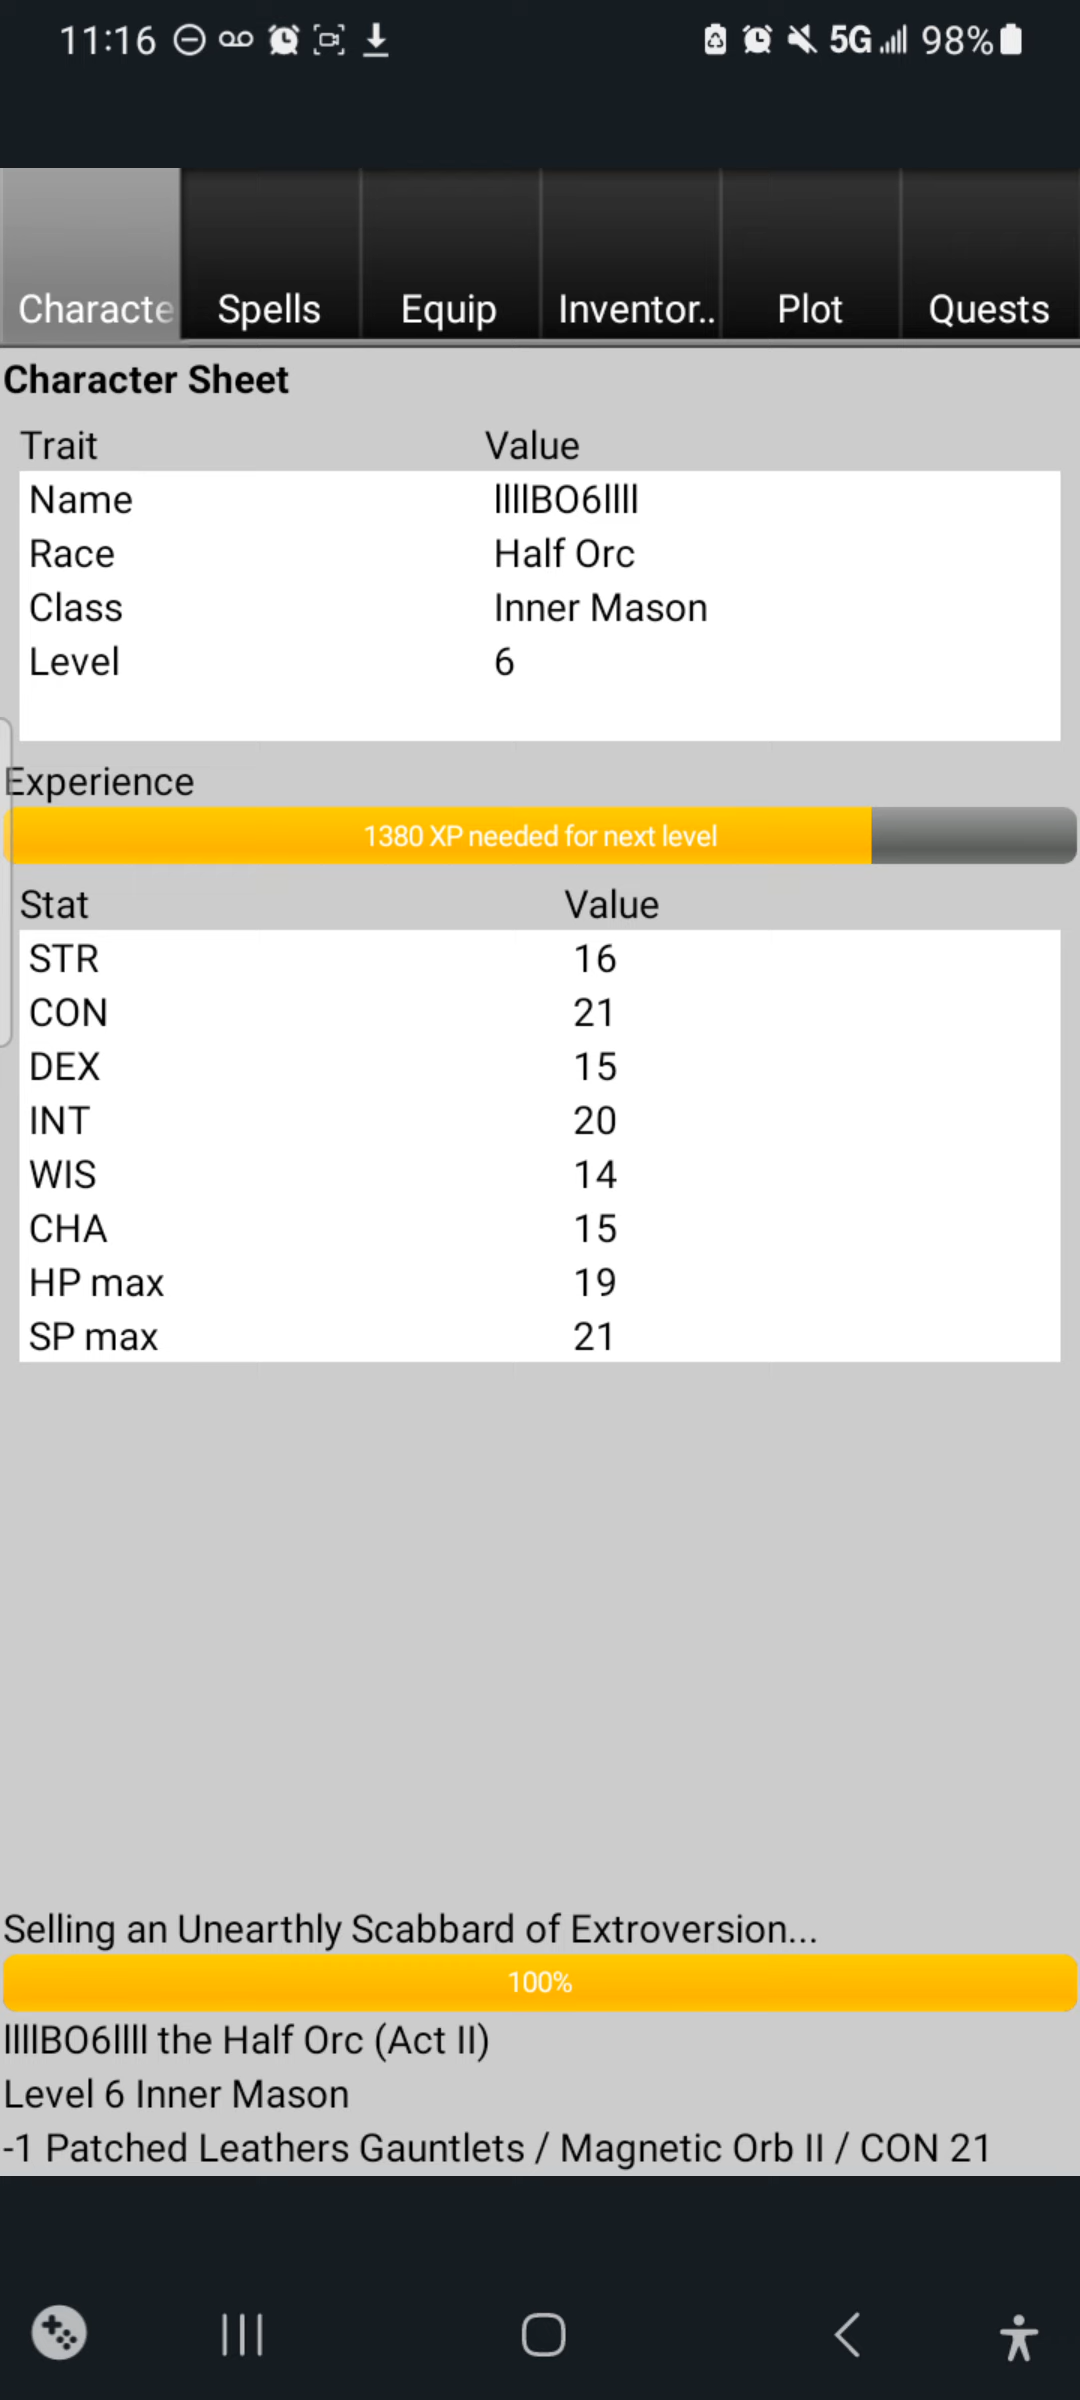 11:16 5G 98%
Characte Spells Equip Inventor.. Plot Quests
Character Sheet
Trait Value
Name llllBO6llll
Race Half Orc
Class Inner Mason
Level 6
Experience
1380 XP needed for next level
Stat Value
STR 16
CON 21
DEX 15
INT 20
WIS 14
CHA 15
HP max 19
SP max 21
Selling an Unearthly Scabbard of Extroversion...
100%
llllBO6llll the Half Orc (Act II)
Level 6 Inner Mason
-1 Patched Leathers Gauntlets / Magnetic Orb II / CON 21